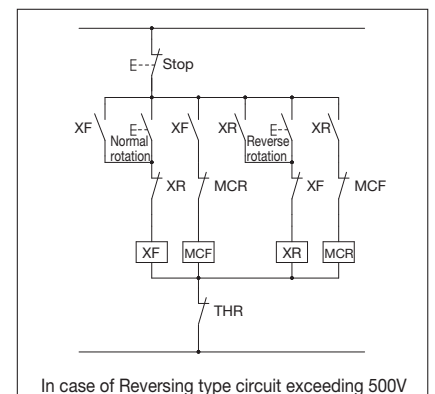 E Stop
XF E XF XR E XR
Normal Reverse
rotation rotation
XR MCR XF MCF
XF MCF XR MCR
THR
In case of Reversing type circuit exceeding 500V